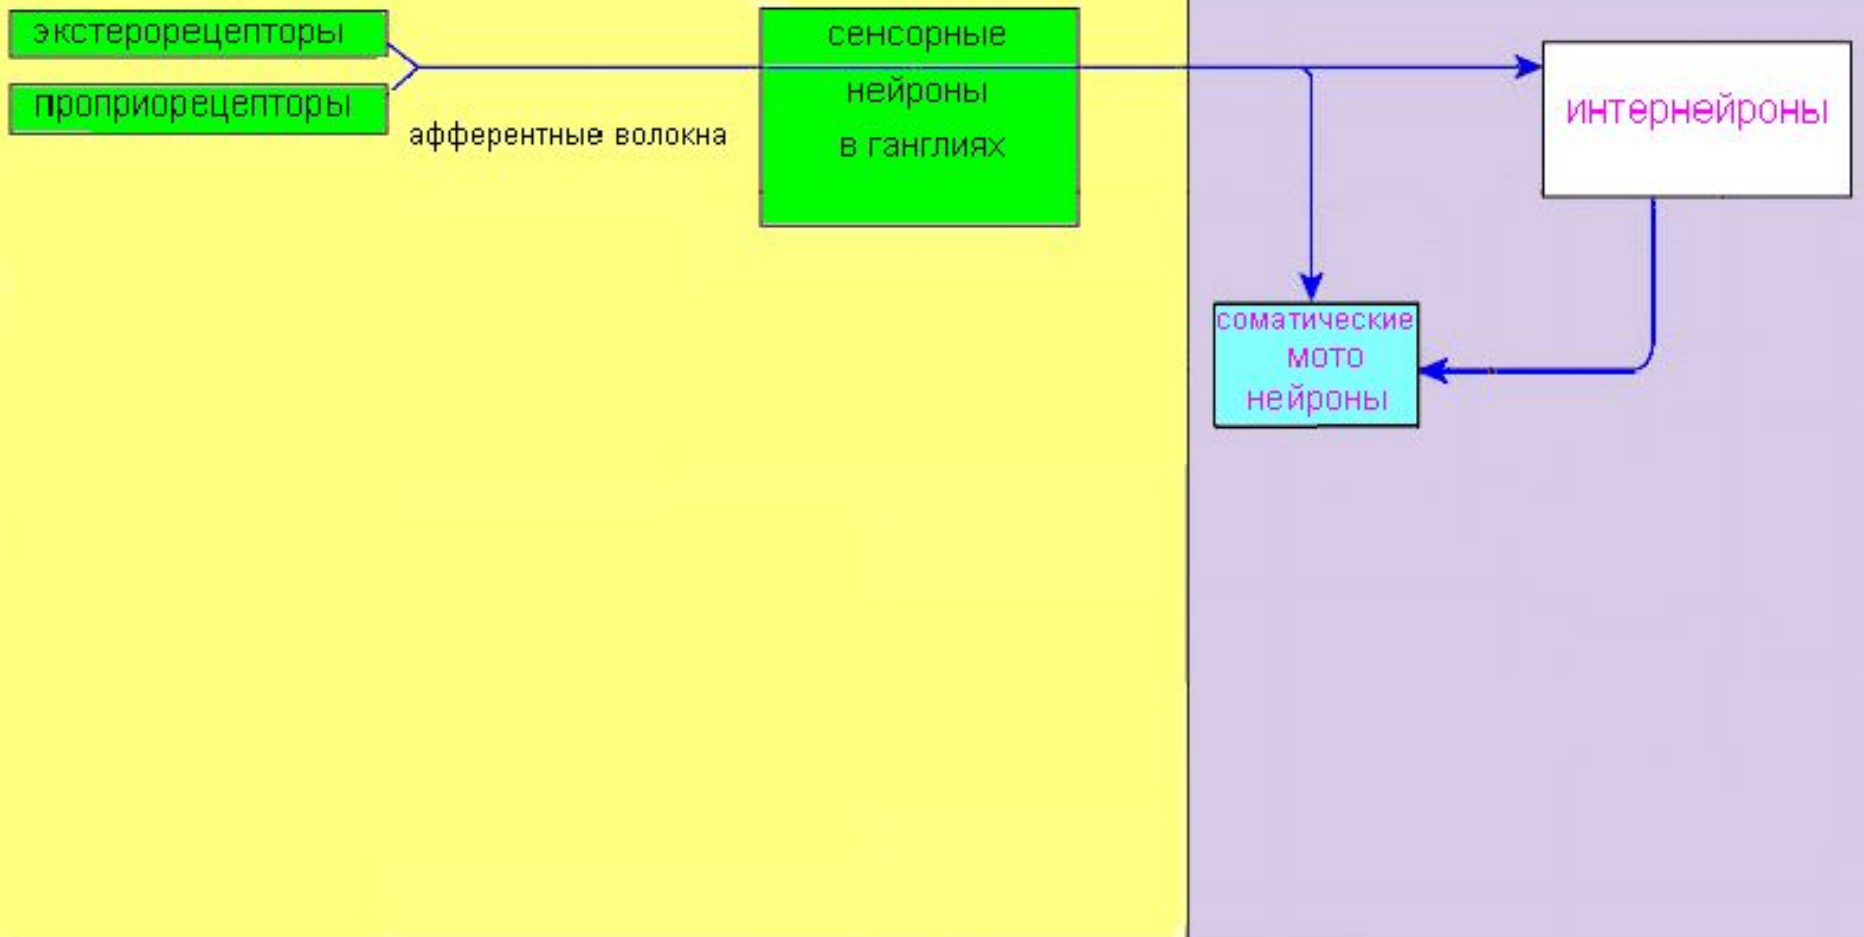 экстерорецепторы
проприорецепторы
афферентные волокна
сенсорные
нейроны
в ганглиях
интернейроны
соматические
мото
нейроны